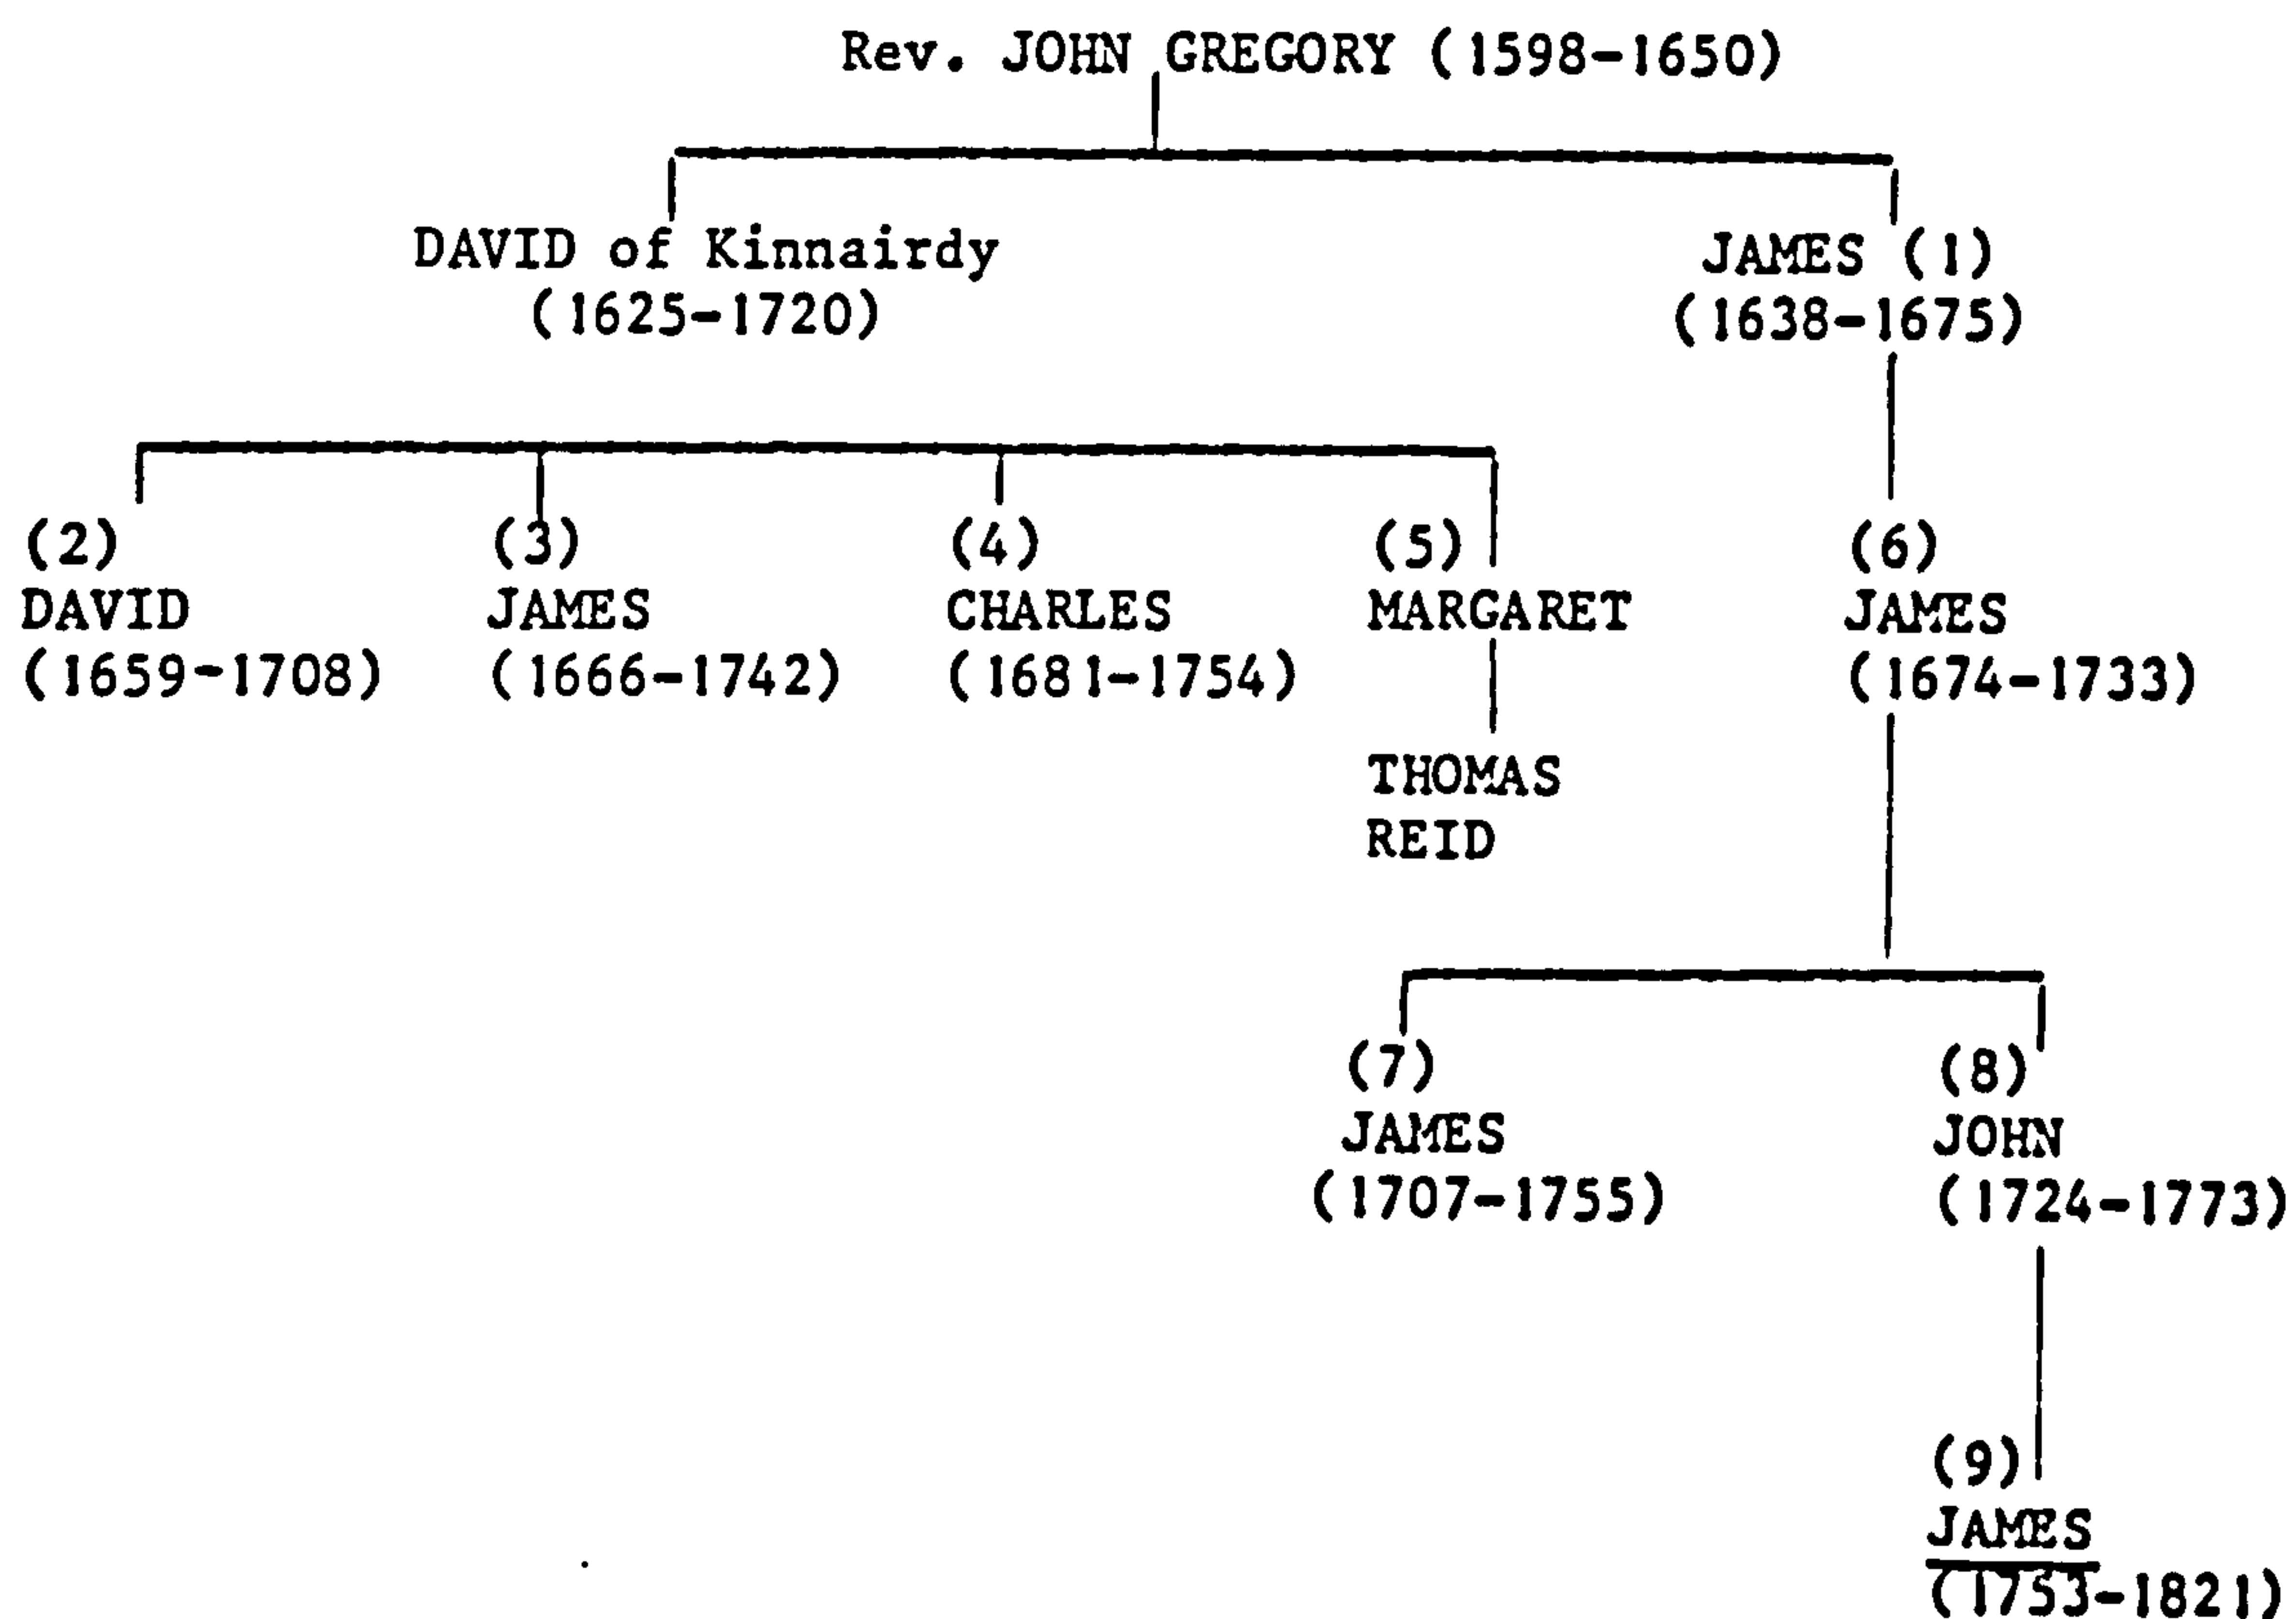 Rev. JOHN GREGORY (1598-1650)
DAVID of Kinnairdy
(1625-1720)
JAMES (1)
(1638-1675)
(2)
DAVID
(1659-1708)
(3)
JAMES
(1666-1742)
(4)
CHARLES
(1681-1754)
(5)
MARGARET
THOMAS
REID
(6)
JAMES
(1674-1733)
(7)
JAMES
(1707-1755)
(8)
JOHN
(1724-1773)
(9)
JAMES
(1753-1821)